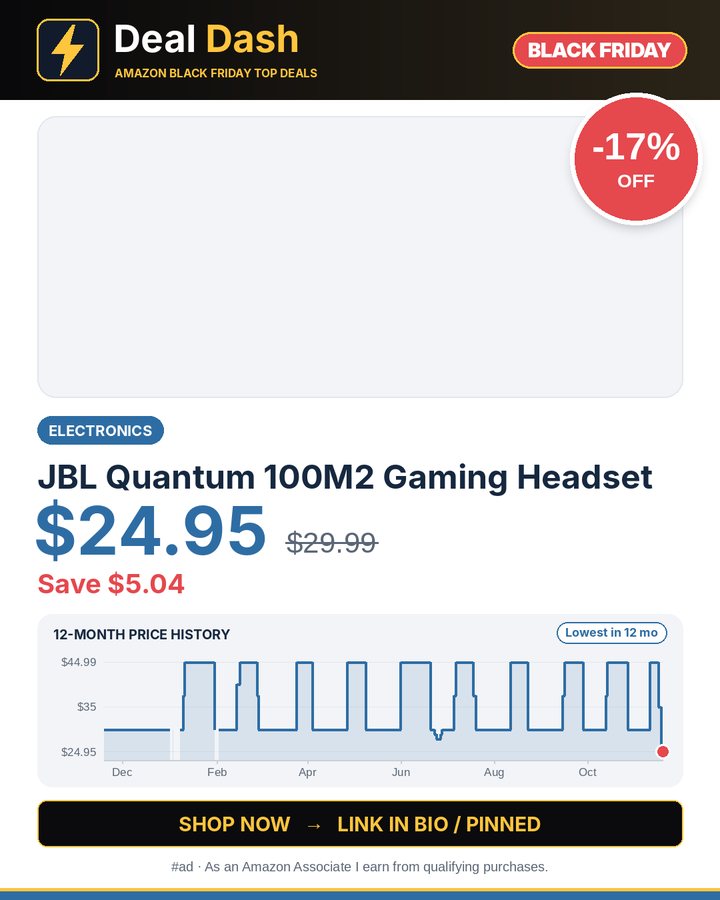 Deal Dash
AMAZON BLACK FRIDAY TOP DEALS
BLACK FRIDAY
-17%
OFF
ELECTRONICS
JBL Quantum 100M2 Gaming Headset
$24.95 $29.99
Save $5.04
12-MONTH PRICE HISTORY
Lowest in 12 mo
$44.99
$35
$24.95
Dec Feb Apr Jun Aug Oct
SHOP NOW → LINK IN BIO / PINNED
#ad · As an Amazon Associate I earn from qualifying purchases.